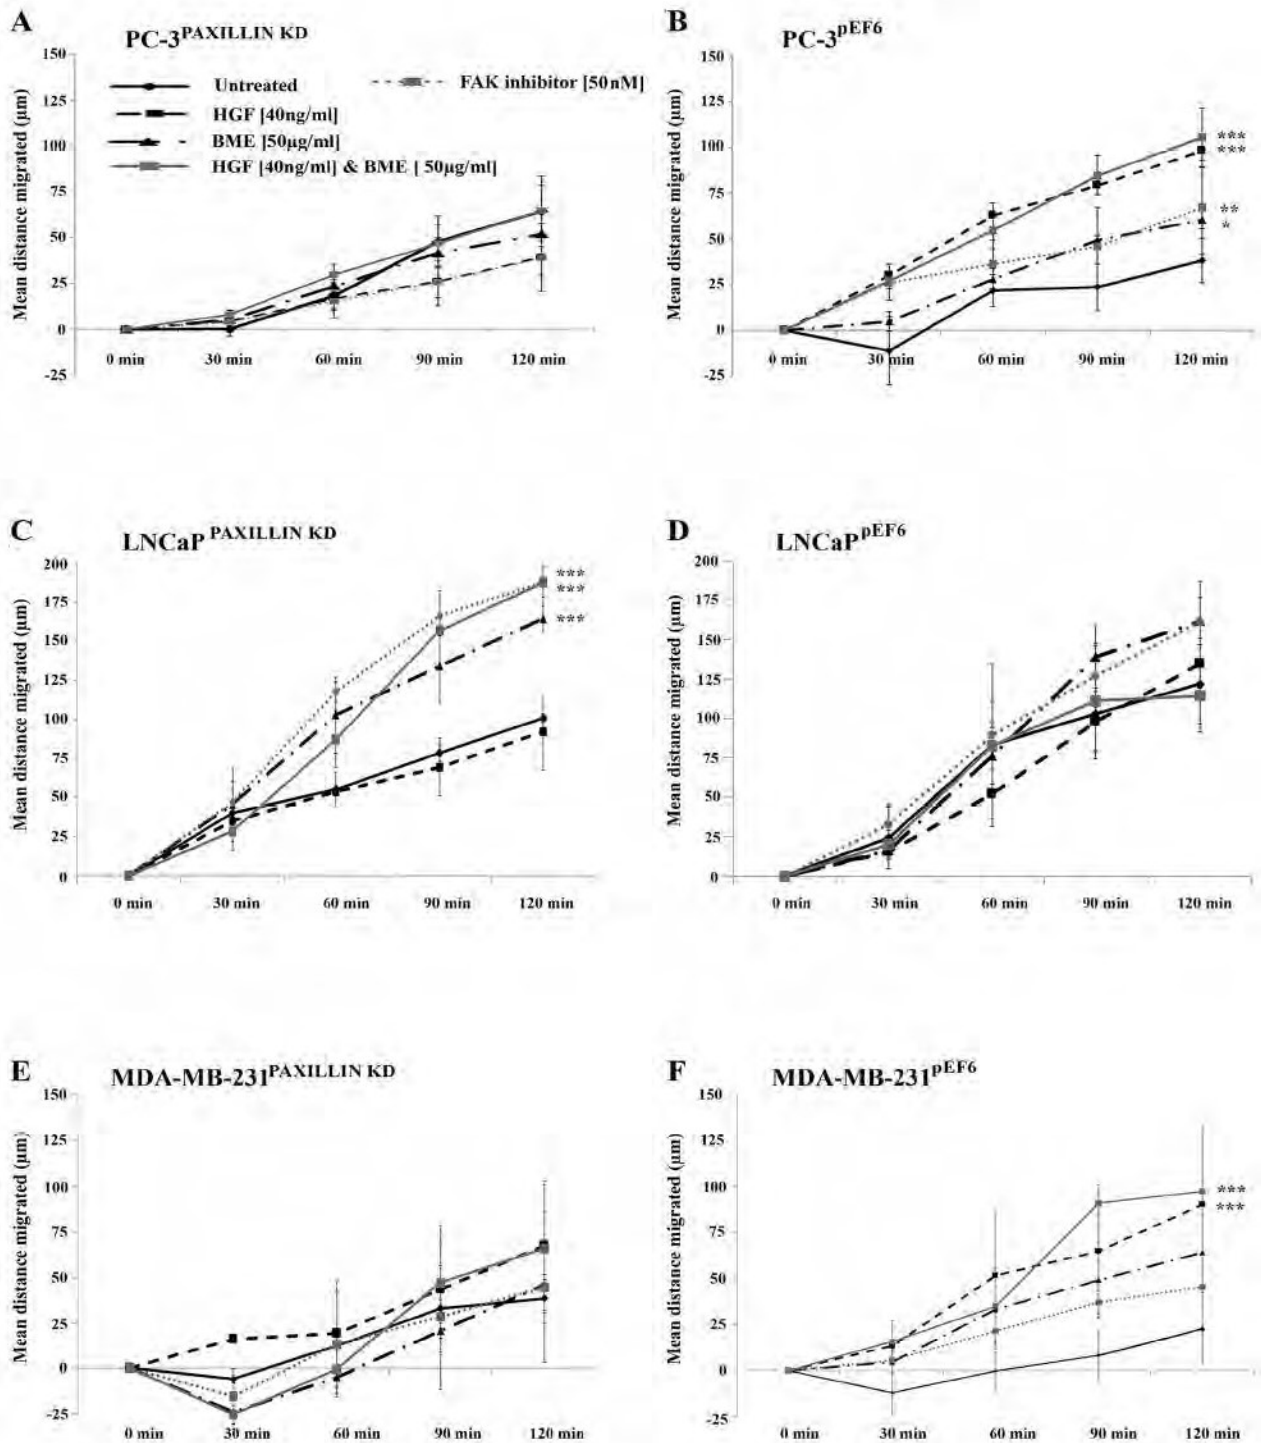 A
PC-3PAXILLIN KD
Mean distance migrated (µm)
150
125
100
75
50
25
0
-25
Untreated
HGF [40ng/ml]
BME [50µg/ml]
HGF [40ng/ml] & BME [ 50µg/ml]
FAK inhibitor [50nM]
0 min 30 min 60 min 90 min 120 min
B
PC-3pEF6
Mean distance migrated (µm)
150
125
100
75
50
25
0
-25
***
***
**
*
0 min 30 min 60 min 90 min 120 min
C
LNCaP PAXILLIN KD
Mean distance migrated (µm)
200
175
150
125
100
75
50
25
0
***
***
***
0 min 30 min 60 min 90 min 120 min
D
LNCaPpEF6
Mean distance migrated (µm)
200
175
150
125
100
75
50
25
0
0 min 30 min 60 min 90 min 120 min
E
MDA-MB-231PAXILLIN KD
Mean distance migrated (µm)
150
125
100
75
50
25
0
-25
0 min 30 min 60 min 90 min 120 min
F
MDA-MB-231pEF6
Mean distance migrated (µm)
150
125
100
75
50
25
0
-25
***
***
0 min 30 min 60 min 90 min 120 min